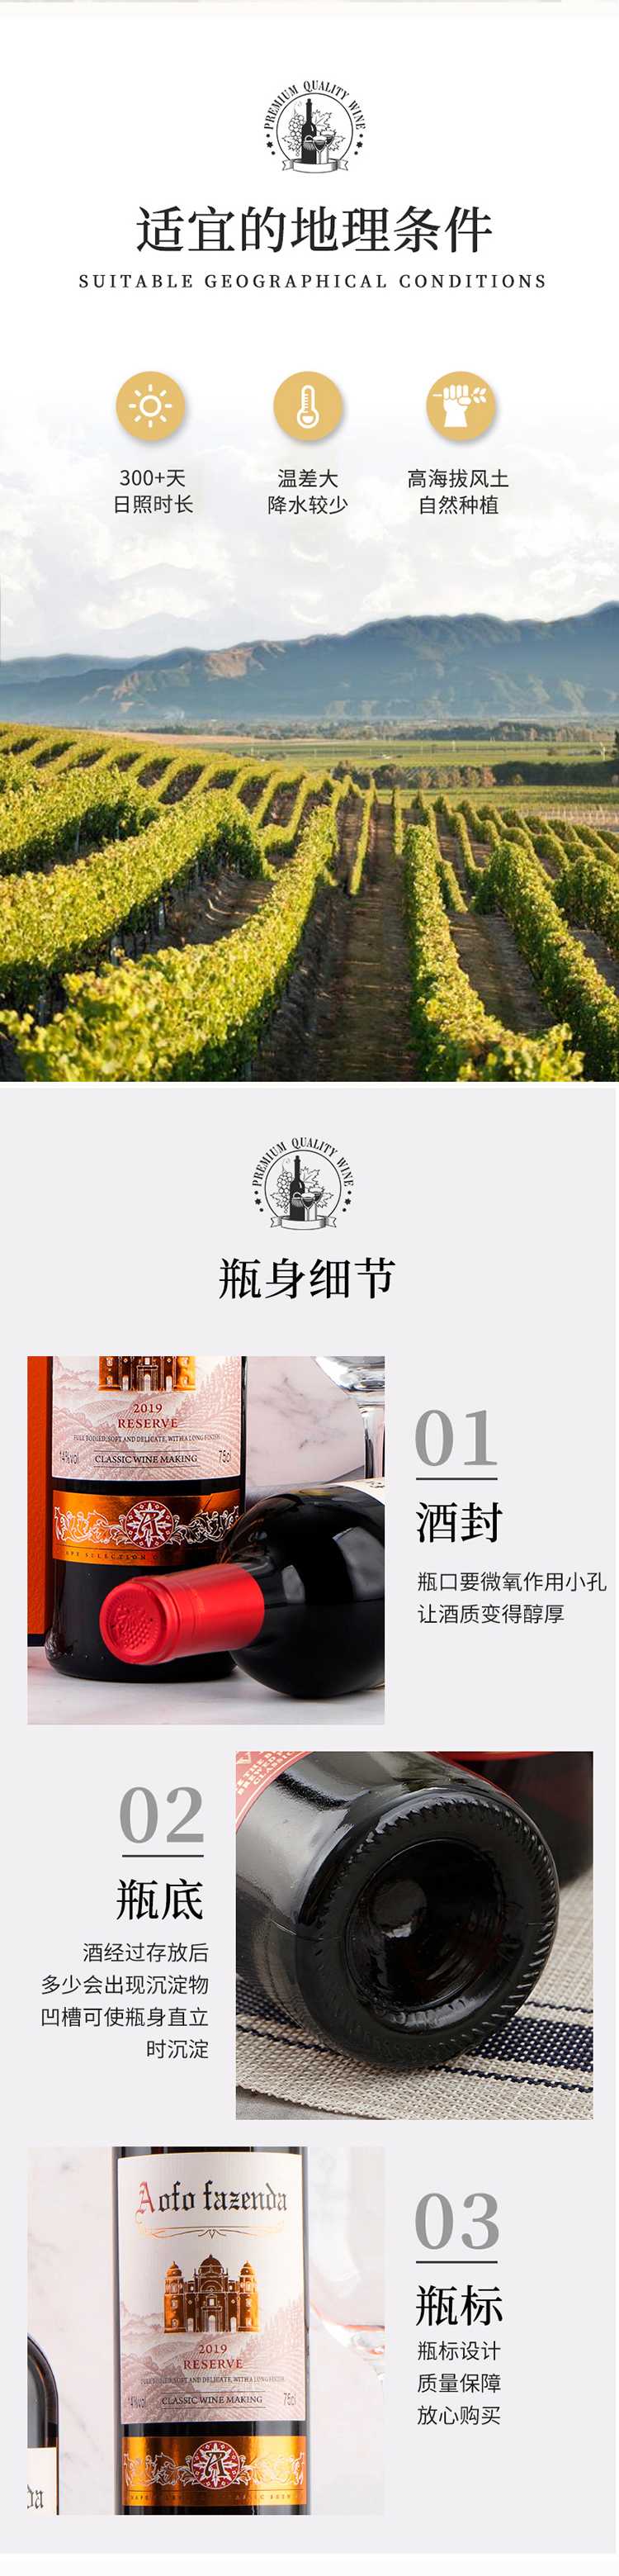 PREMIUM QUALITY WINE
适宜的地理条件
SUITABLE GEOGRAPHICAL CONDITIONS
300+天
日照时长
温差大
降水较少
高海拔风土
自然种植
PREMIUM QUALITY WINE
瓶身细节
2019
RESERVE
FULL BODIED, SOFT AND DELICATE, WITH A LONG FINISH
14%vol
CLASSIC WINE MAKING
75cl
01
酒封
瓶口要微氧作用小孔
让酒质变得醇厚
02
瓶底
酒经过存放后
多少会出现沉淀物
凹槽可使瓶身直立
时沉淀
Aofo fazenda
2019
RESERVE
FULL BODIED, SOFT AND DELICATE, WITH A LONG FINISH
14%vol
CLASSIC WINE MAKING
75cl
da
03
瓶标
瓶标设计
质量保障
放心购买